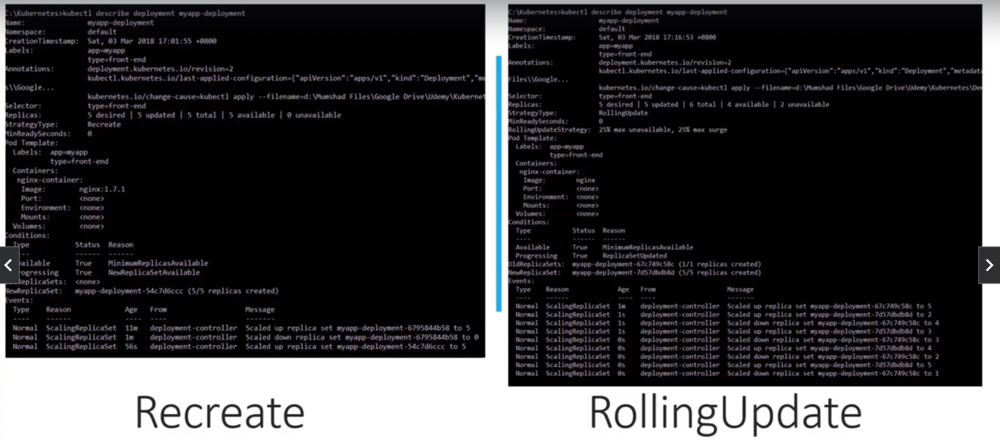 C:\Kubernetes>kubectl describe deployment myapp-deployment
Name: myapp-deployment
Namespace: default
CreationTimestamp: Sat, 03 Mar 2018 17:01:55 +0800
Labels: app=myapp
type=front-end
Annotations: deployment.kubernetes.io/revision=2
kubectl.kubernetes.io/last-applied-configuration={"apiVersion":"apps/v1","kind":"Deployment","me
s\\Google...
kubernetes.io/change-cause=kubectl apply --filename=d:\Mumshad Files\Google Drive\Udemy\Kubernet
Selector: type=front-end
Replicas: 5 desired | 5 updated | 5 total | 5 available | 0 unavailable
StrategyType: Recreate
MinReadySeconds: 0
Pod Template:
Labels: app=myapp
type=front-end
Containers:
nginx-container:
Image: nginx:1.7.1
Port: <none>
Environment: <none>
Mounts: <none>
Volumes: <none>
Conditions:
Type Status Reason
---- ------ ------
vailable True MinimumReplicasAvailable
rogressing True NewReplicaSetAvailable
ReplicaSets: <none>
NewReplicaSet: myapp-deployment-54c7d6ccc (5/5 replicas created)
Events:
Type Reason Age From Message
---- ------ ---- ---- -------
Normal ScalingReplicaSet 11m deployment-controller Scaled up replica set myapp-deployment-6795844b58 to 5
Normal ScalingReplicaSet 1m deployment-controller Scaled down replica set myapp-deployment-6795844b58 to 0
Normal ScalingReplicaSet 56s deployment-controller Scaled up replica set myapp-deployment-54c7d6ccc to 5
Recreate
C:\Kubernetes>kubectl describe deployment myapp-deployment
Name: myapp-deployment
Namespace: default
CreationTimestamp: Sat, 03 Mar 2018 17:16:53 +0800
Labels: app=myapp
type=front-end
Annotations: deployment.kubernetes.io/revision=2
kubectl.kubernetes.io/last-applied-configuration={"apiVersion":"apps/v1","kind":"Deployment","metadata
Files\\Google...
kubernetes.io/change-cause=kubectl apply --filename=d:\Mumshad Files\Google Drive\Udemy\Kubernetes\Dem
Selector: type=front-end
Replicas: 5 desired | 5 updated | 6 total | 4 available | 2 unavailable
StrategyType: RollingUpdate
MinReadySeconds: 0
RollingUpdateStrategy: 25% max unavailable, 25% max surge
Pod Template:
Labels: app=myapp
type=front-end
Containers:
nginx-container:
Image: nginx
Port: <none>
Environment: <none>
Mounts: <none>
Volumes: <none>
Conditions:
Type Status Reason
---- ------ ------
Available True MinimumReplicasAvailable
Progressing True ReplicaSetUpdated
OldReplicaSets: myapp-deployment-67c749c58c (1/1 replicas created)
NewReplicaSet: myapp-deployment-7d57dbdb8d (5/5 replicas created)
Events:
Type Reason Age From Message
---- ------ ---- ---- -------
Normal ScalingReplicaSet 1m deployment-controller Scaled up replica set myapp-deployment-67c749c58c to 5
Normal ScalingReplicaSet 1s deployment-controller Scaled up replica set myapp-deployment-7d57dbdb8d to 2
Normal ScalingReplicaSet 1s deployment-controller Scaled down replica set myapp-deployment-67c749c58c to 4
Normal ScalingReplicaSet 1s deployment-controller Scaled up replica set myapp-deployment-7d57dbdb8d to 3
Normal ScalingReplicaSet 0s deployment-controller Scaled down replica set myapp-deployment-67c749c58c to 3
Normal ScalingReplicaSet 0s deployment-controller Scaled up replica set myapp-deployment-7d57dbdb8d to 4
Normal ScalingReplicaSet 0s deployment-controller Scaled down replica set myapp-deployment-67c749c58c to 2
Normal ScalingReplicaSet 0s deployment-controller Scaled up replica set myapp-deployment-7d57dbdb8d to 5
Normal ScalingReplicaSet 0s deployment-controller Scaled down replica set myapp-deployment-67c749c58c to 1
RollingUpdate